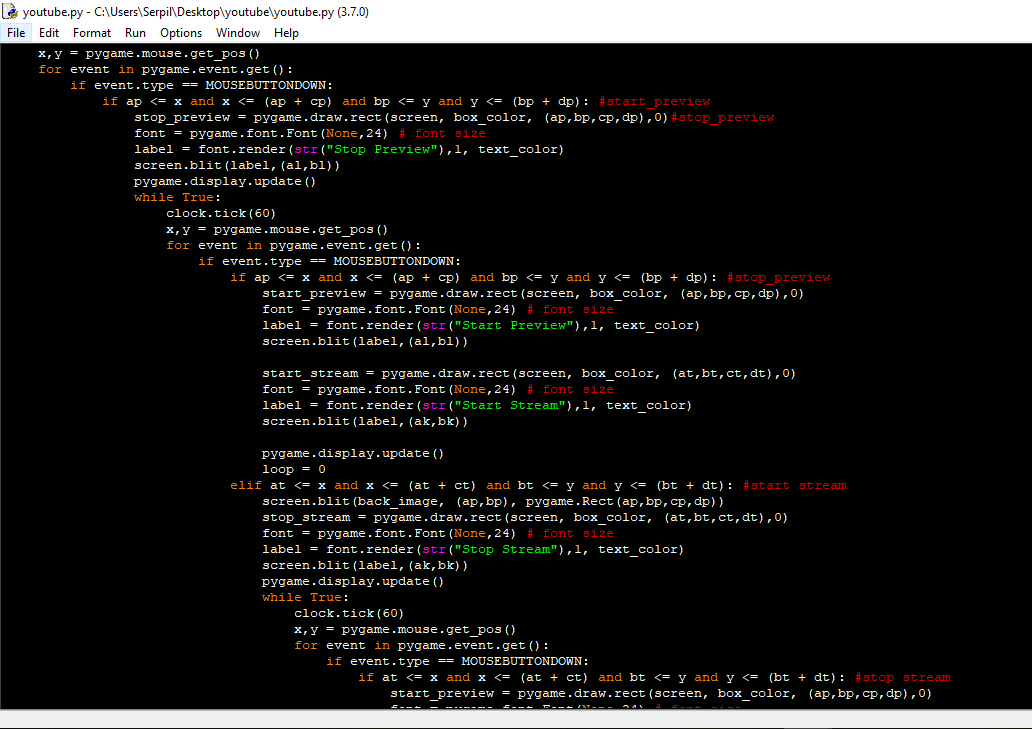 youtube.py - C:\Users\Serpil\Desktop\youtube\youtube.py (3.7.0)
File Edit Format Run Options Window Help
x,y = pygame.mouse.get_pos()
for event in pygame.event.get():
if event.type == MOUSEBUTTONDOWN:
if ap <= x and x <= (ap + cp) and bp <= y and y <= (bp + dp): #start_preview
stop_preview = pygame.draw.rect(screen, box_color, (ap,bp,cp,dp),0)#stop_preview
font = pygame.font.Font(None,24) # font size
label = font.render(str("Stop Preview"),1, text_color)
screen.blit(label,(al,bl))
pygame.display.update()
while True:
clock.tick(60)
x,y = pygame.mouse.get_pos()
for event in pygame.event.get():
if event.type == MOUSEBUTTONDOWN:
if ap <= x and x <= (ap + cp) and bp <= y and y <= (bp + dp): #stop_preview
start_preview = pygame.draw.rect(screen, box_color, (ap,bp,cp,dp),0)
font = pygame.font.Font(None,24) # font size
label = font.render(str("Start Preview"),1, text_color)
screen.blit(label,(al,bl))
start_stream = pygame.draw.rect(screen, box_color, (at,bt,ct,dt),0)
font = pygame.font.Font(None,24) # font size
label = font.render(str("Start Stream"),1, text_color)
screen.blit(label,(ak,bk))
pygame.display.update()
loop = 0
elif at <= x and x <= (at + ct) and bt <= y and y <= (bt + dt): #start stream
screen.blit(back_image, (ap,bp), pygame.Rect(ap,bp,cp,dp))
stop_stream = pygame.draw.rect(screen, box_color, (at,bt,ct,dt),0)
font = pygame.font.Font(None,24) # font size
label = font.render(str("Stop Stream"),1, text_color)
screen.blit(label,(ak,bk))
pygame.display.update()
while True:
clock.tick(60)
x,y = pygame.mouse.get_pos()
for event in pygame.event.get():
if event.type == MOUSEBUTTONDOWN:
if at <= x and x <= (at + ct) and bt <= y and y <= (bt + dt): #stop stream
start_preview = pygame.draw.rect(screen, box_color, (ap,bp,cp,dp),0)
font = pygame.font.Font(None,24) # font size